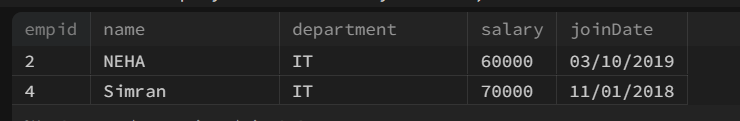 empid name department salary joinDate
2 NEHA IT 60000 03/10/2019
4 Simran IT 70000 11/01/2018